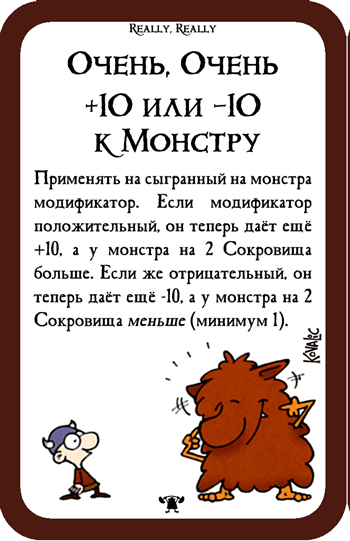 Really, Really
Очень, Очень
+10 или -10
к Монстру
Применять на сыгранный на монстра
модификатор. Если модификатор
положительный, он теперь даёт ещё
+10, а у монстра на 2 Сокровища
больше. Если же отрицательный, он
теперь даёт ещё -10, а у монстра на 2
Сокровища меньше (минимум 1).
Kovalic